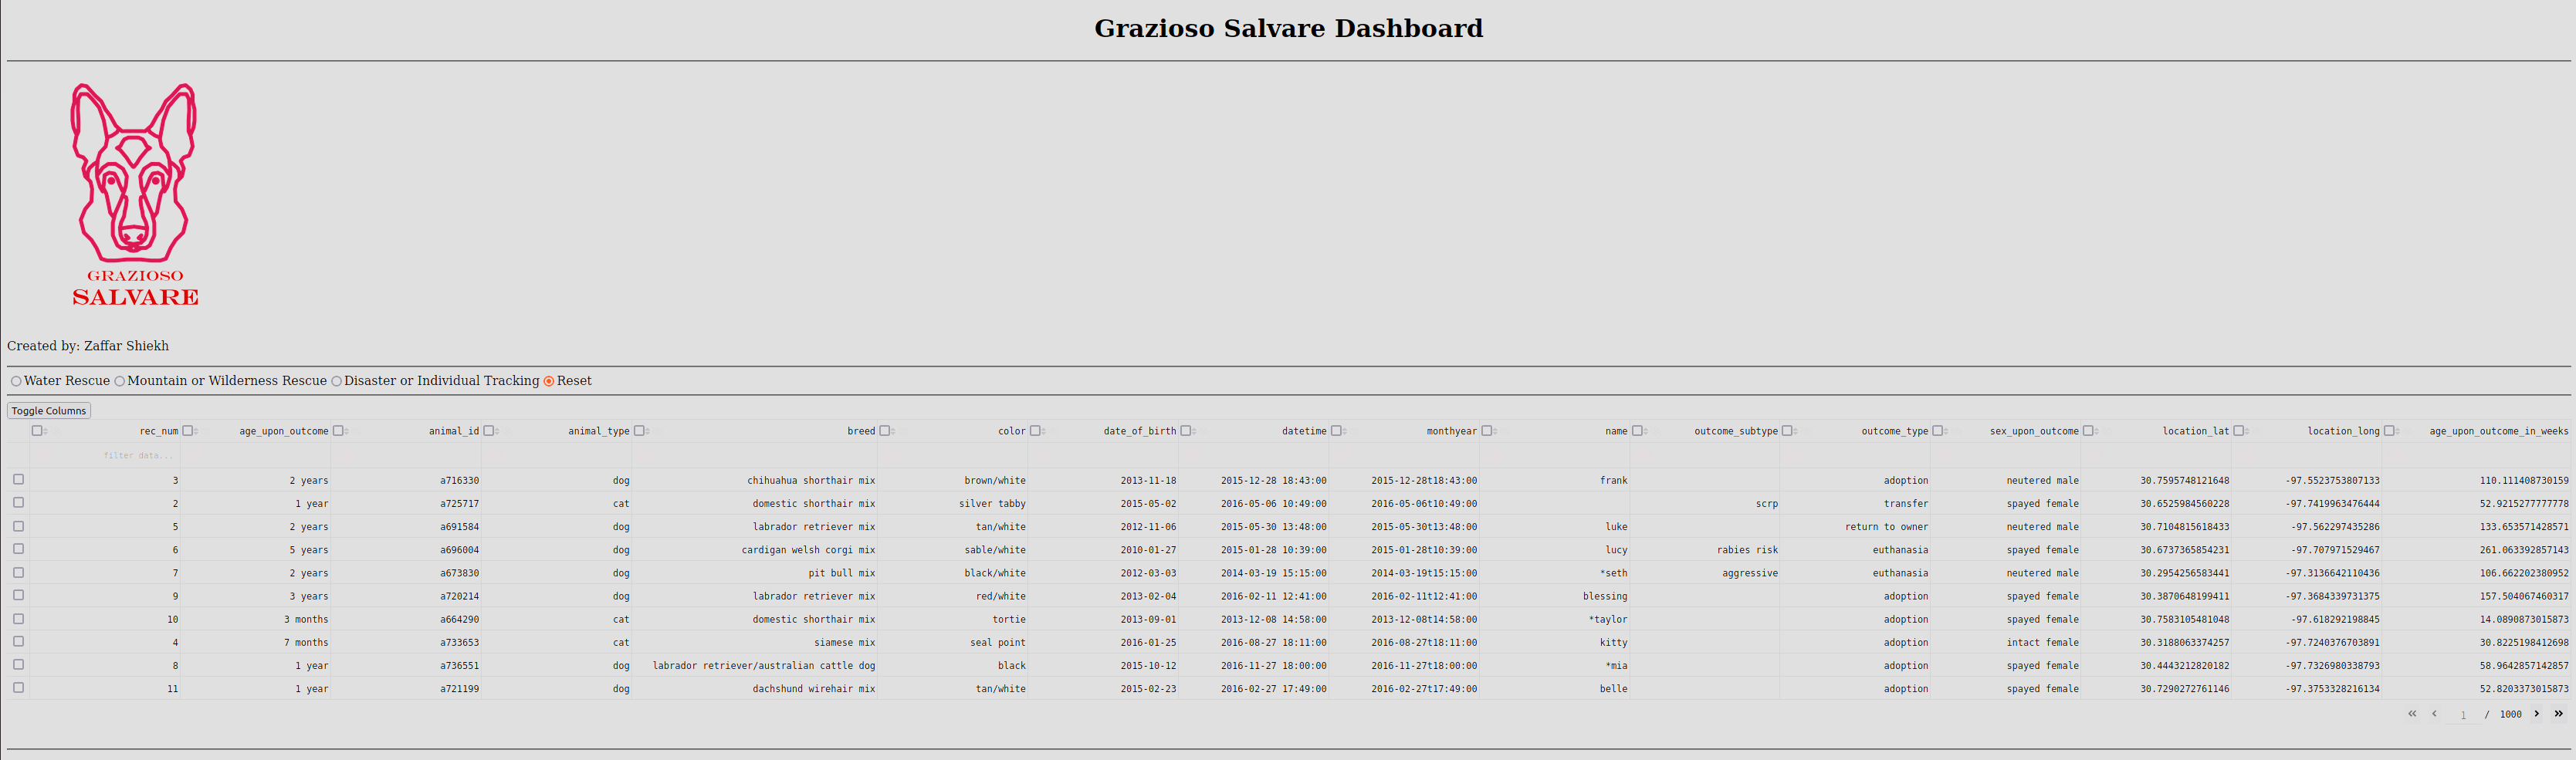 Grazioso Salvare Dashboard
GRAZIOSO
SALVARE
Created by: Zaffar Shiekh
Water Rescue Mountain or Wilderness Rescue Disaster or Individual Tracking Reset
Toggle Columns
rec_num age_upon_outcome animal_id animal_type breed color date_of_birth datetime monthyear name outcome_subtype outcome_type sex_upon_outcome location_lat location_long age_upon_outcome_in_weeks
filter data...
3 2 years a716330 dog chihuahua shorthair mix brown/white 2013-11-18 2015-12-28 18:43:00 2015-12-28t18:43:00 frank adoption neutered male 30.7595748121648 -97.5523753807133 110.111408730159
2 1 year a725717 cat domestic shorthair mix silver tabby 2015-05-02 2016-05-06 10:49:00 2016-05-06t10:49:00 scrp transfer spayed female 30.6525984560228 -97.7419963476444 52.9215277777778
5 2 years a691584 dog labrador retriever mix tan/white 2012-11-06 2015-05-30 13:48:00 2015-05-30t13:48:00 luke return to owner neutered male 30.7104815618433 -97.562297435286 133.653571428571
6 5 years a696004 dog cardigan welsh corgi mix sable/white 2010-01-27 2015-01-28 10:39:00 2015-01-28t10:39:00 lucy rabies risk euthanasia spayed female 30.6737365854231 -97.707971529467 261.063392857143
7 2 years a673830 dog pit bull mix black/white 2012-03-03 2014-03-19 15:15:00 2014-03-19t15:15:00 *seth aggressive euthanasia neutered male 30.2954256583441 -97.3136642110436 106.662202380952
9 3 years a720214 dog labrador retriever mix red/white 2013-02-04 2016-02-11 12:41:00 2016-02-11t12:41:00 blessing adoption spayed female 30.3870648199411 -97.3684339731375 157.504067460317
10 3 months a664290 cat domestic shorthair mix tortie 2013-09-01 2013-12-08 14:58:00 2013-12-08t14:58:00 *taylor adoption spayed female 30.7583105481048 -97.618292198845 14.0890873015873
4 7 months a733653 cat siamese mix seal point 2016-01-25 2016-08-27 18:11:00 2016-08-27t18:11:00 kitty adoption intact female 30.3188063374257 -97.7240376703891 30.8225198412698
8 1 year a736551 dog labrador retriever/australian cattle dog black 2015-10-12 2016-11-27 18:00:00 2016-11-27t18:00:00 *mia adoption spayed female 30.4443212820182 -97.7326980338793 58.9642857142857
11 1 year a721199 dog dachshund wirehair mix tan/white 2015-02-23 2016-02-27 17:49:00 2016-02-27t17:49:00 belle adoption spayed female 30.7290272761146 -97.3753328216134 52.8203373015873
1 / 1000